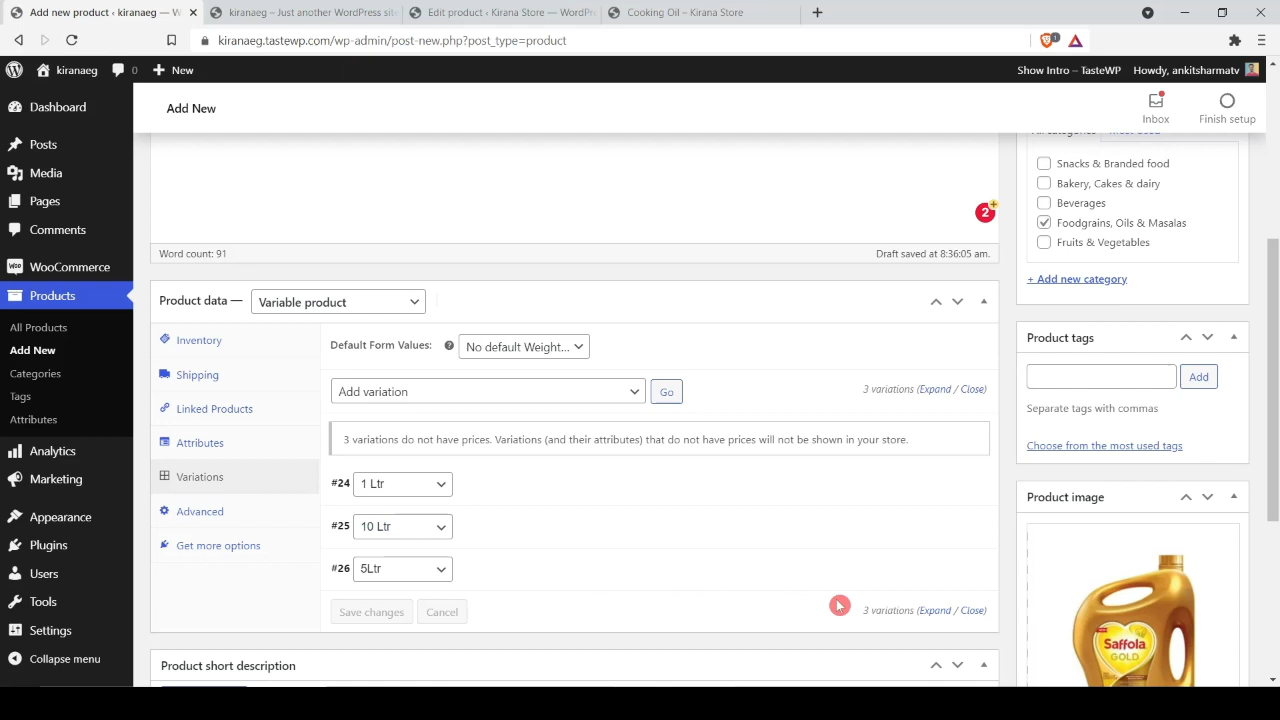 Add new product ‹ kiranaeg — W
kiranaeg – Just another WordPress site
Edit product ‹ Kirana Store — WordPr
Cooking Oil – Kirana Store
kiranaeg.tastewp.com/wp-admin/post-new.php?post_type=product
1
kiranaeg
0
New
Show Intro – TasteWP
Howdy, ankitsharmatv
Dashboard
Posts
Media
Pages
Comments
WooCommerce
Products
All Products
Add New
Categories
Tags
Attributes
Analytics
Marketing
Appearance
Plugins
Users
Tools
Settings
Collapse menu
Add New
Inbox
Finish setup
2
Word count: 91
Draft saved at 8:36:05 am.
Product data —
Variable product
Inventory
Shipping
Linked Products
Attributes
Variations
Advanced
Get more options
Default Form Values:
No default Weight...
Add variation
Go
3 variations (Expand / Close)
3 variations do not have prices. Variations (and their attributes) that do not have prices will not be shown in your store.
#24 1 Ltr
#25 10 Ltr
#26 5Ltr
Save changes
Cancel
3 variations (Expand / Close)
Product short description
All categories
Most Used
Snacks & Branded food
Bakery, Cakes & dairy
Beverages
Foodgrains, Oils & Masalas
Fruits & Vegetables
+ Add new category
Product tags
Add
Separate tags with commas
Choose from the most used tags
Product image
Saffola
GOLD